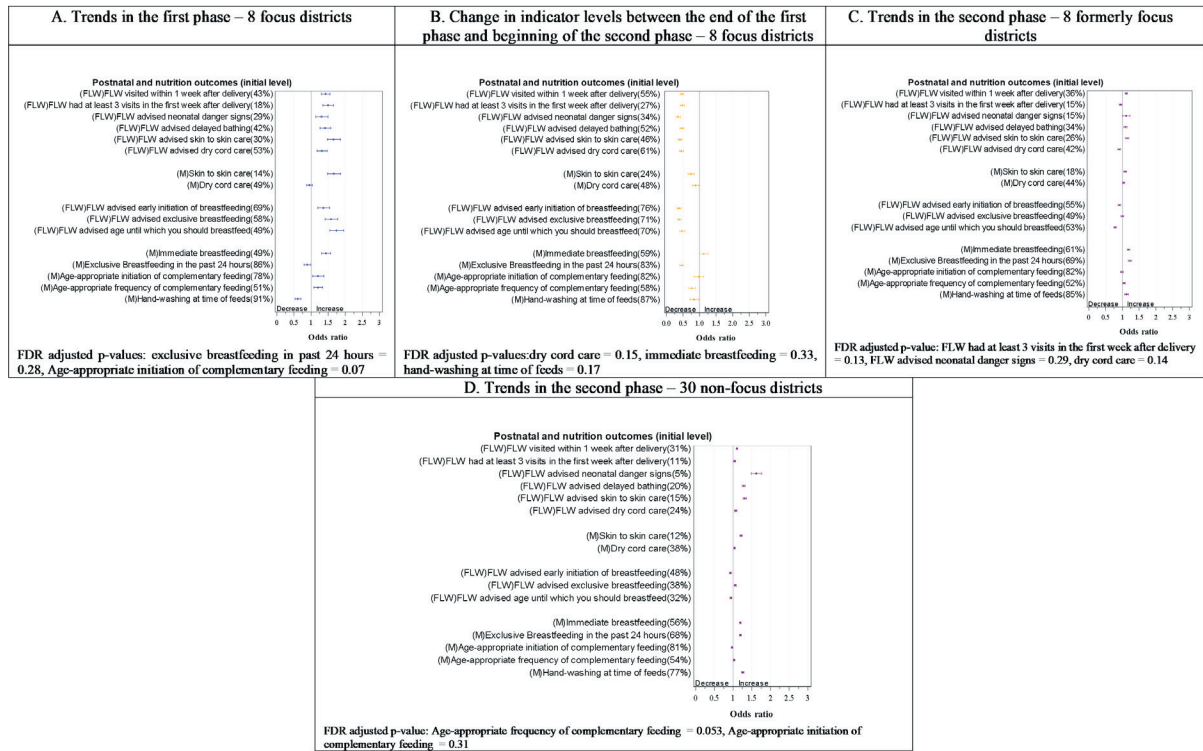 A. Trends in the first phase – 8 focus districts
Postnatal and nutrition outcomes (initial level)
(FLW)FLW visited within 1 week after delivery(43%)
(FLW)FLW had at least 3 visits in the first week after delivery(18%)
(FLW)FLW advised neonatal danger signs(29%)
(FLW)FLW advised delayed bathing(42%)
(FLW)FLW advised skin to skin care(30%)
(FLW)FLW advised dry cord care(53%)
(M)Skin to skin care(14%)
(M)Dry cord care(49%)
(FLW)FLW advised early initiation of breastfeeding(69%)
(FLW)FLW advised exclusive breastfeeding(58%)
(FLW)FLW advised age until which you should breastfeed(49%)
(M)Immediate breastfeeding(49%)
(M)Exclusive Breastfeeding in the past 24 hours(86%)
(M)Age-appropriate initiation of complementary feeding(78%)
(M)Age-appropriate frequency of complementary feeding(51%)
(M)Hand-washing at time of feeds(91%)
Decrease Increase
0 0.5 1 1.5 2 2.5 3
Odds ratio
FDR adjusted p-values: exclusive breastfeeding in past 24 hours =
0.28, Age-appropriate initiation of complementary feeding = 0.07
B. Change in indicator levels between the end of the first
phase and beginning of the second phase – 8 focus districts
Postnatal and nutrition outcomes (initial level)
(FLW)FLW visited within 1 week after delivery(55%)
(FLW)FLW had at least 3 visits in the first week after delivery(27%)
(FLW)FLW advised neonatal danger signs(34%)
(FLW)FLW advised delayed bathing(52%)
(FLW)FLW advised skin to skin care(46%)
(FLW)FLW advised dry cord care(61%)
(M)Skin to skin care(24%)
(M)Dry cord care(48%)
(FLW)FLW advised early initiation of breastfeeding(76%)
(FLW)FLW advised exclusive breastfeeding(71%)
(FLW)FLW advised age until which you should breastfeed(70%)
(M)Immediate breastfeeding(59%)
(M)Exclusive Breastfeeding in the past 24 hours(83%)
(M)Age-appropriate initiation of complementary feeding(82%)
(M)Age-appropriate frequency of complementary feeding(58%)
(M)Hand-washing at time of feeds(87%)
Decrease Increase
0.0 0.5 1 1.5 2.0 2.5 3.0
Odds ratio
FDR adjusted p-values:dry cord care = 0.15, immediate breastfeeding = 0.33,
hand-washing at time of feeds = 0.17
C. Trends in the second phase – 8 formerly focus
districts
Postnatal and nutrition outcomes (initial level)
(FLW)FLW visited within 1 week after delivery(36%)
(FLW)FLW had at least 3 visits in the first week after delivery(15%)
(FLW)FLW advised neonatal danger signs(15%)
(FLW)FLW advised delayed bathing(34%)
(FLW)FLW advised skin to skin care(26%)
(FLW)FLW advised dry cord care(42%)
(M)Skin to skin care(18%)
(M)Dry cord care(44%)
(FLW)FLW advised early initiation of breastfeeding(55%)
(FLW)FLW advised exclusive breastfeeding(49%)
(FLW)FLW advised age until which you should breastfeed(53%)
(M)Immediate breastfeeding(61%)
(M)Exclusive Breastfeeding in the past 24 hours(69%)
(M)Age-appropriate initiation of complementary feeding(82%)
(M)Age-appropriate frequency of complementary feeding(52%)
(M)Hand-washing at time of feeds(85%)
Decrease Increase
0 0.5 1 1.5 2 2.5 3
Odds ratio
FDR adjusted p-value: FLW had at least 3 visits in the first week after delivery
= 0.13, FLW advised neonatal danger signs = 0.29, dry cord care = 0.14
D. Trends in the second phase – 30 non-focus districts
Postnatal and nutrition outcomes (initial level)
(FLW)FLW visited within 1 week after delivery(31%)
(FLW)FLW had at least 3 visits in the first week after delivery(11%)
(FLW)FLW advised neonatal danger signs(5%)
(FLW)FLW advised delayed bathing(20%)
(FLW)FLW advised skin to skin care(15%)
(FLW)FLW advised dry cord care(24%)
(M)Skin to skin care(12%)
(M)Dry cord care(38%)
(FLW)FLW advised early initiation of breastfeeding(48%)
(FLW)FLW advised exclusive breastfeeding(38%)
(FLW)FLW advised age until which you should breastfeed(32%)
(M)Immediate breastfeeding(56%)
(M)Exclusive Breastfeeding in the past 24 hours(68%)
(M)Age-appropriate initiation of complementary feeding(81%)
(M)Age-appropriate frequency of complementary feeding(54%)
(M)Hand-washing at time of feeds(77%)
Decrease Increase
0 0.5 1 1.5 2 2.5 3
Odds ratio
FDR adjusted p-value: Age-appropriate frequency of complementary feeding = 0.053, Age-appropriate initiation of
complementary feeding = 0.31